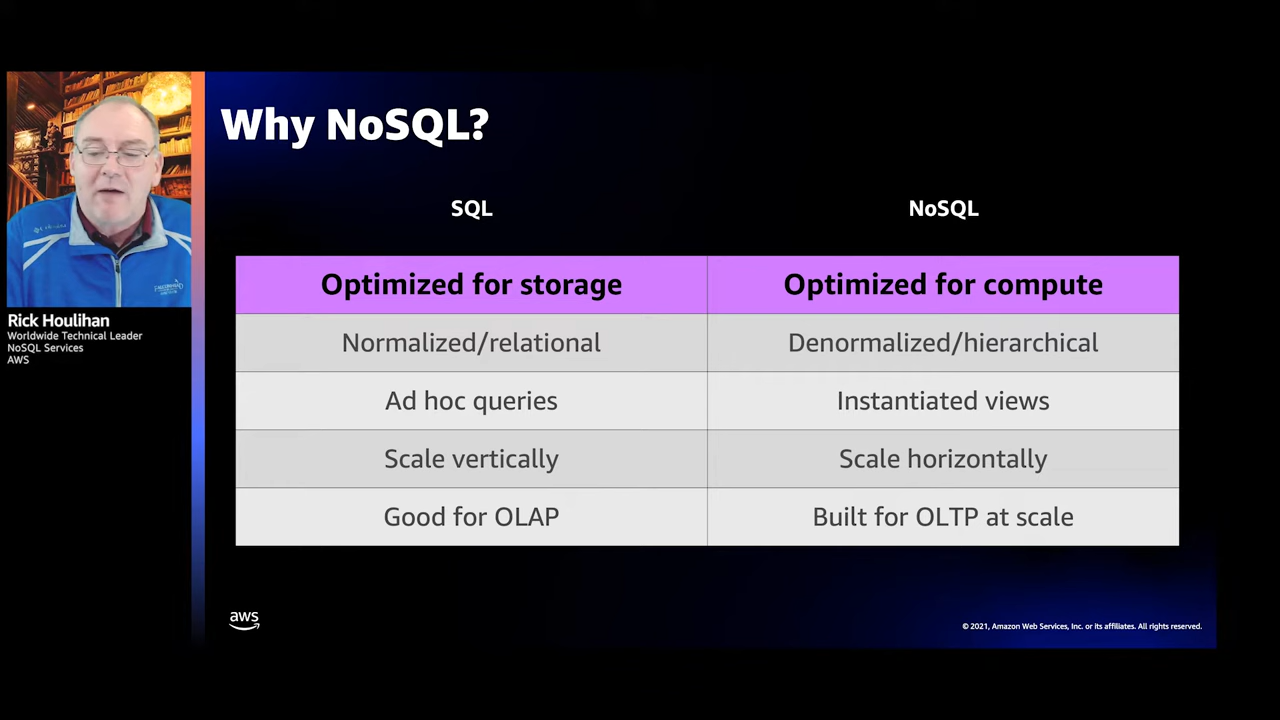 Why NoSQL?
SQL
NoSQL
Optimized for storage
Optimized for compute
Normalized/relational
Denormalized/hierarchical
Ad hoc queries
Instantiated views
Scale vertically
Scale horizontally
Good for OLAP
Built for OLTP at scale
Rick Houlihan
Worldwide Technical Leader
NoSQL Services
AWS
aws
© 2021, Amazon Web Services, Inc. or its affiliates. All rights reserved.